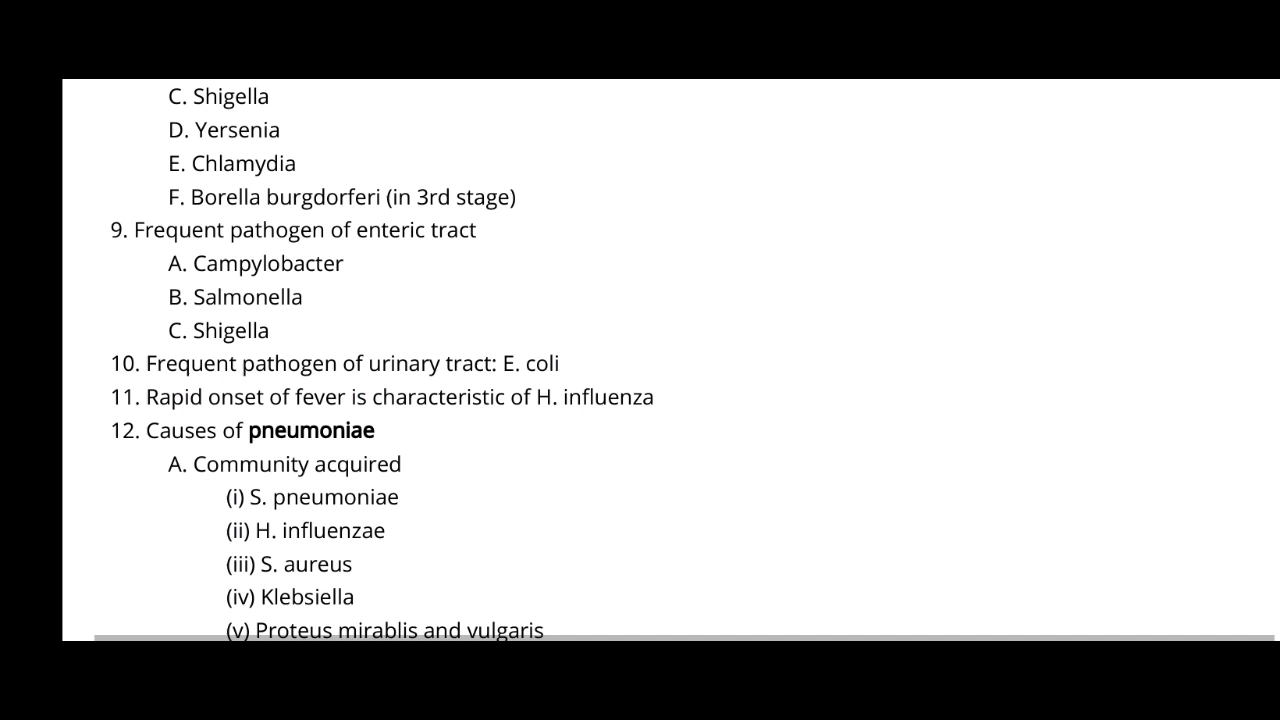 C. Shigella
D. Yersenia
E. Chlamydia
F. Borella burgdorferi (in 3rd stage)
9. Frequent pathogen of enteric tract
A. Campylobacter
B. Salmonella
C. Shigella
10. Frequent pathogen of urinary tract: E. coli
11. Rapid onset of fever is characteristic of H. influenza
12. Causes of pneumoniae
A. Community acquired
(i) S. pneumoniae
(ii) H. influenzae
(iii) S. aureus
(iv) Klebsiella
(v) Proteus mirablis and vulgaris